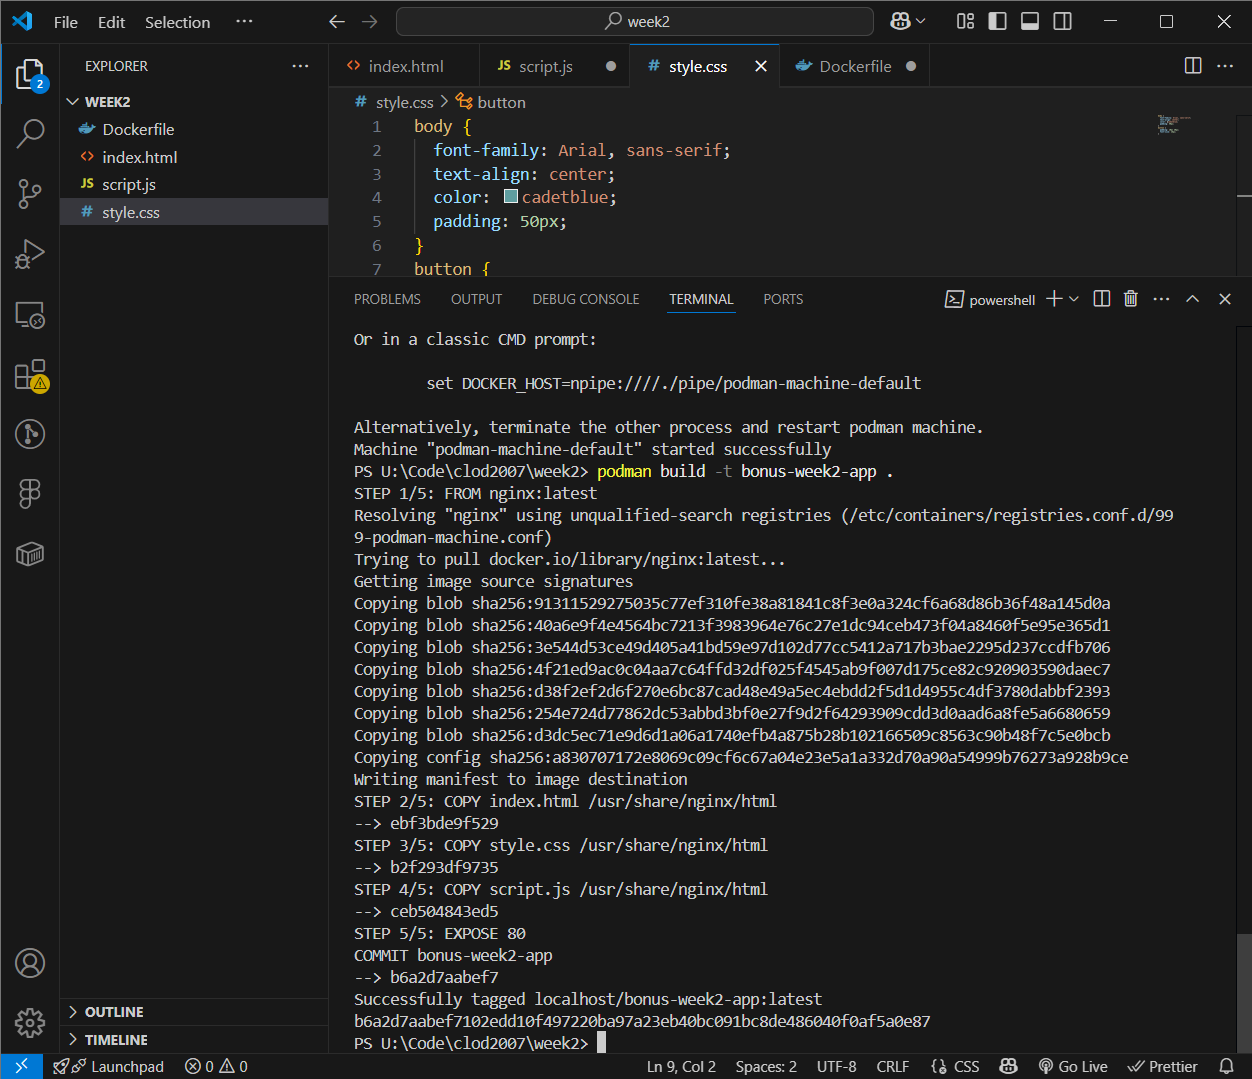 File Edit Selection ··· week2
EXPLORER ···
index.html
JS script.js
# style.css
Dockerfile
···
2
WEEK2
Dockerfile
index.html
JS script.js
# style.css
# style.css > button
1 body {
2 font-family: Arial, sans-serif;
3 text-align: center;
4 color: cadetblue;
5 padding: 50px;
6 }
7 button {
PROBLEMS OUTPUT DEBUG CONSOLE TERMINAL PORTS powershell ···
Or in a classic CMD prompt:
set DOCKER_HOST=npipe:////./pipe/podman-machine-default
Alternatively, terminate the other process and restart podman machine.
Machine "podman-machine-default" started successfully
PS U:\Code\clod2007\week2> podman build -t bonus-week2-app .
STEP 1/5: FROM nginx:latest
Resolving "nginx" using unqualified-search registries (/etc/containers/registries.conf.d/99
9-podman-machine.conf)
Trying to pull docker.io/library/nginx:latest...
Getting image source signatures
Copying blob sha256:91311529275035c77ef310fe38a81841c8f3e0a324cf6a68d86b36f48a145d0a
Copying blob sha256:40a6e9f4e4564bc7213f3983964e76c27e1dc94ceb473f04a8460f5e95e365d1
Copying blob sha256:3e544d53ce49d405a41bd59e97d102d77cc5412a717b3bae2295d237ccdfb706
Copying blob sha256:4f21ed9ac0c04aa7c64ffd32df025f4545ab9f007d175ce82c920903590daec7
Copying blob sha256:d38f2ef2d6f270e6bc87cad48e49a5ec4ebdd2f5d1d4955c4df3780dabbf2393
Copying blob sha256:254e724d77862dc53abbd3bf0e27f9d2f64293909cdd3d0aad6a8fe5a6680659
Copying blob sha256:d3dc5ec71e9d6d1a06a1740efb4a875b28b102166509c8563c90b48f7c5e0bcb
Copying config sha256:a830707172e8069c09cf6c67a04e23e5a1a332d70a90a54999b76273a928b9ce
Writing manifest to image destination
STEP 2/5: COPY index.html /usr/share/nginx/html
--> ebf3bde9f529
STEP 3/5: COPY style.css /usr/share/nginx/html
--> b2f293df9735
STEP 4/5: COPY script.js /usr/share/nginx/html
--> ceb504843ed5
STEP 5/5: EXPOSE 80
COMMIT bonus-week2-app
--> b6a2d7aabef7
Successfully tagged localhost/bonus-week2-app:latest
b6a2d7aabef7102edd10f497220ba97a23eb40bc091bc8de486040f0af5a0e87
PS U:\Code\clod2007\week2>
OUTLINE
TIMELINE
Launchpad 0 0 Ln 9, Col 2 Spaces: 2 UTF-8 CRLF CSS Go Live Prettier